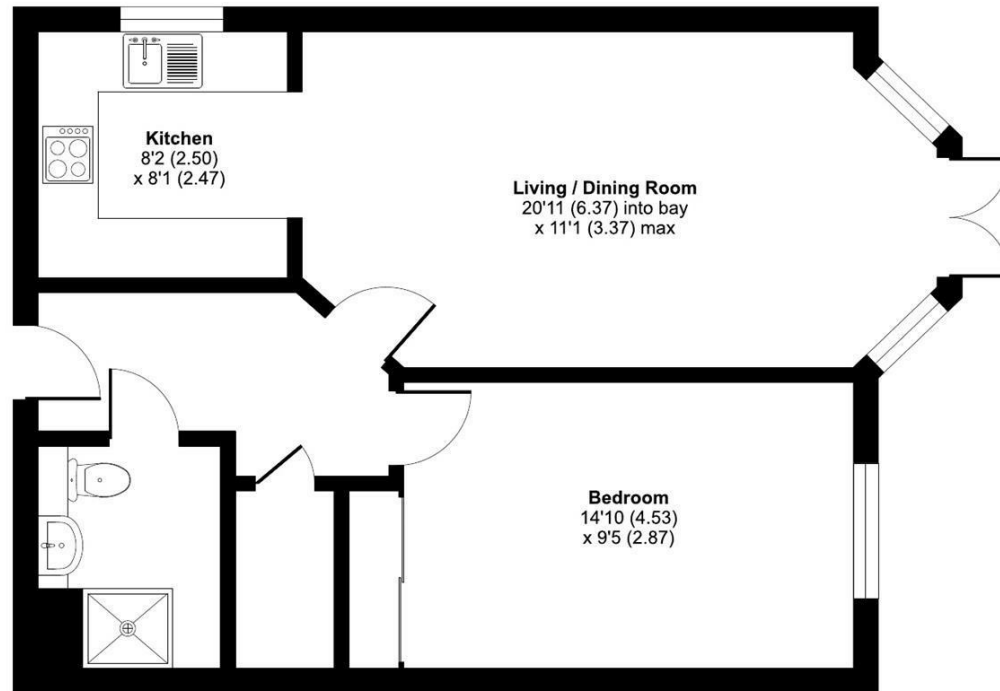 Kitchen
8'2 (2.50)
x 8'1 (2.47)
Living / Dining Room
20'11 (6.37) into bay
x 11'1 (3.37) max
Bedroom
14'10 (4.53)
x 9'5 (2.87)